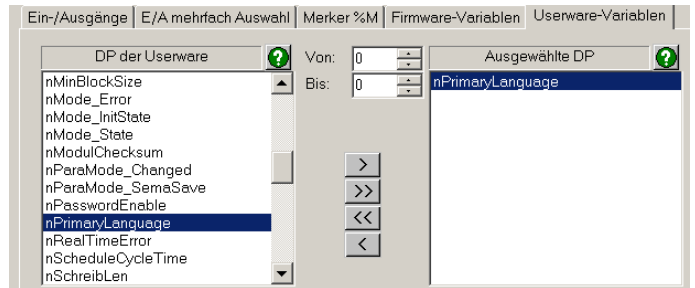 Ein-/Ausgänge E/A mehrfach Auswahl Merker %M Firmware-Variablen Userware-Variablen
DP der Userware ? Von: 0 Ausgewählte DP ?
Bis: 0
nMinBlockSize
nMode_Error
nMode_InitState
nMode_State
nModulChecksum
nParaMode_Changed
nParaMode_SemaSave
nPasswordEnable
nPrimaryLanguage
nRealTimeError
nScheduleCycleTime
nSchreibLen
>
>>
<<
<
nPrimaryLanguage